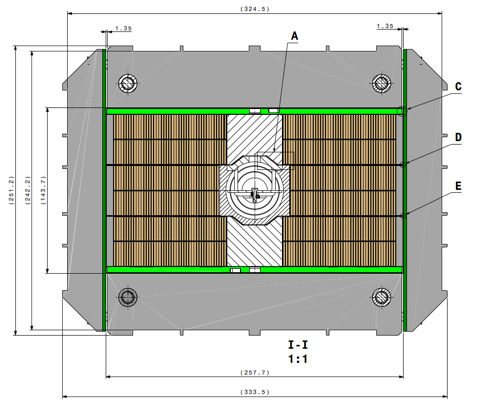 (324.5)
1.35
1.35
A
C
D
E
(251.2)
(242.2)
(143.7)
I-I
1:1
(257.7)
(333.5)